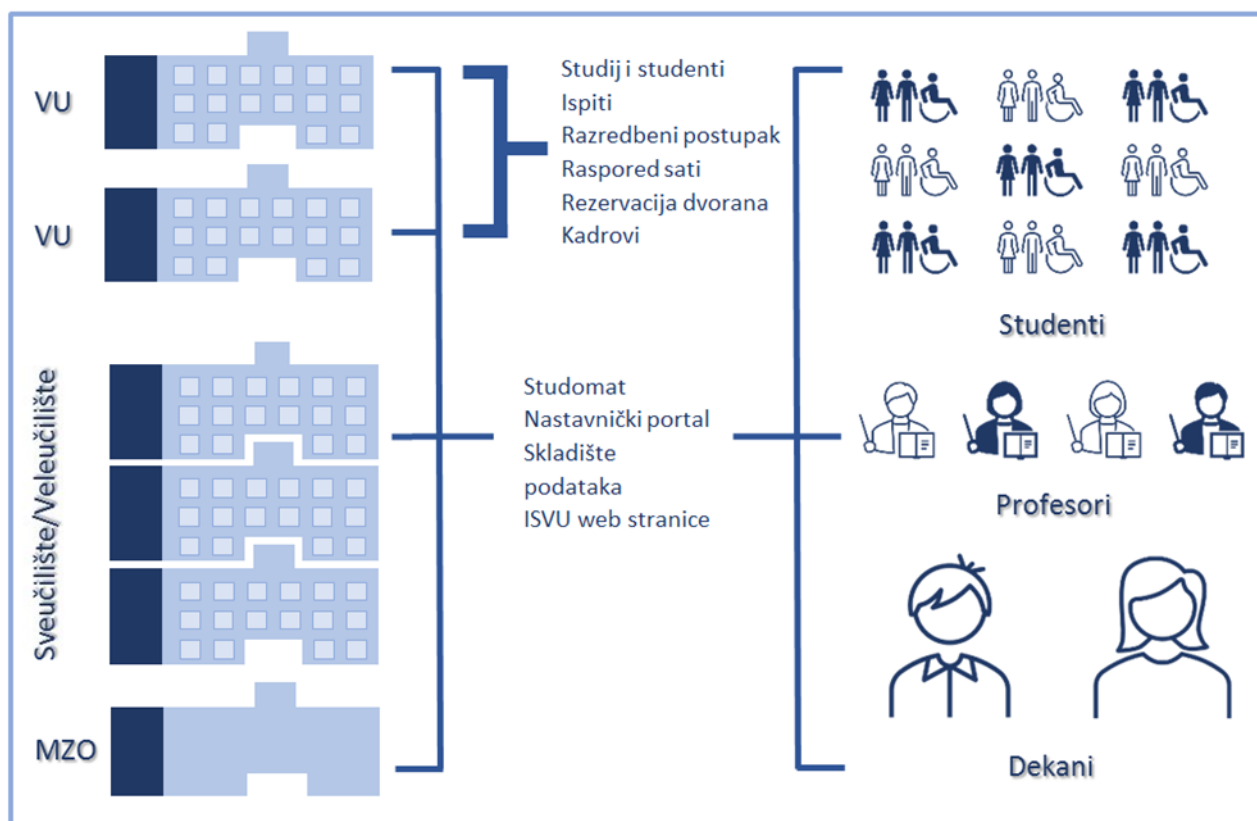 VU
VU
Sveučilište/Veleučilište
MZO
Studij i studenti
Ispiti
Razredbeni postupak
Raspored sati
Rezervacija dvorana
Kadrovi
Studomat
Nastavnički portal
Skladište
podataka
ISVU web stranice
Studenti
Profesori
Dekani